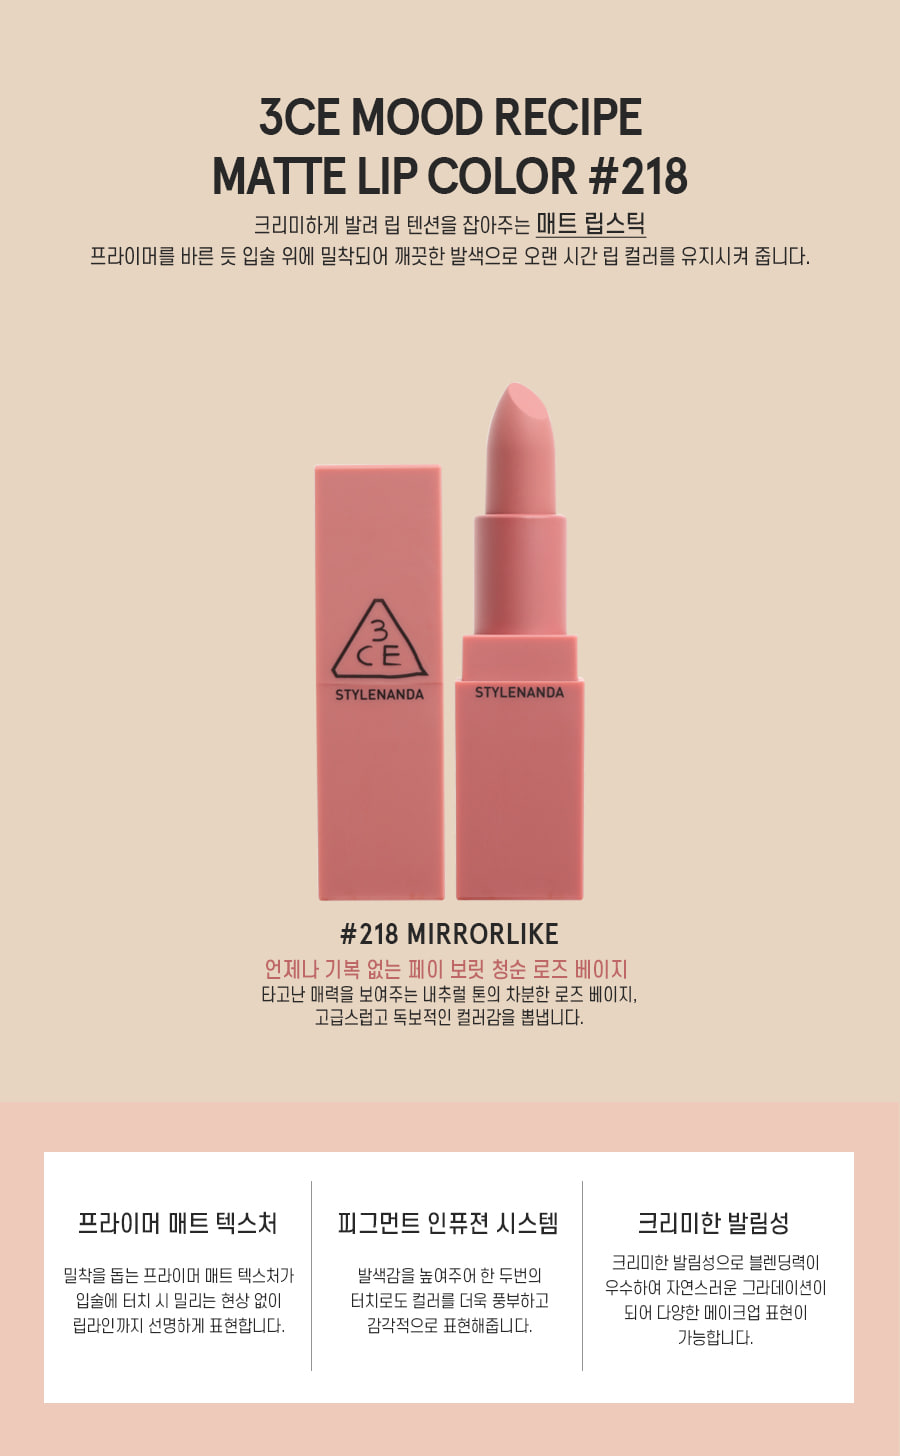 3CE MOOD RECIPE
MATTE LIP COLOR #218
크리미하게 발려 립 텐션을 잡아주는 매트 립스틱
프라이머를 바른 듯 입술 위에 밀착되어 깨끗한 발색으로 오랜 시간 립 컬러를 유지시켜 줍니다.
3
CE
STYLENANDA
STYLENANDA
#218 MIRRORLIKE
언제나 기복 없는 페이 보릿 청순 로즈 베이지
타고난 매력을 보여주는 내추럴 톤의 차분한 로즈 베이지,
고급스럽고 독보적인 컬러감을 뽑냅니다.
프라이머 매트 텍스처
밀착을 돕는 프라이머 매트 텍스처가
입술에 터치 시 밀리는 현상 없이
립라인까지 선명하게 표현합니다.
피그먼트 인퓨젼 시스템
발색감을 높여주어 한 두번의
터치로도 컬러를 더욱 풍부하고
감각적으로 표현해줍니다.
크리미한 발림성
크리미한 발림성으로 블렌딩력이
우수하여 자연스러운 그라데이션이
되어 다양한 메이크업 표현이
가능합니다.